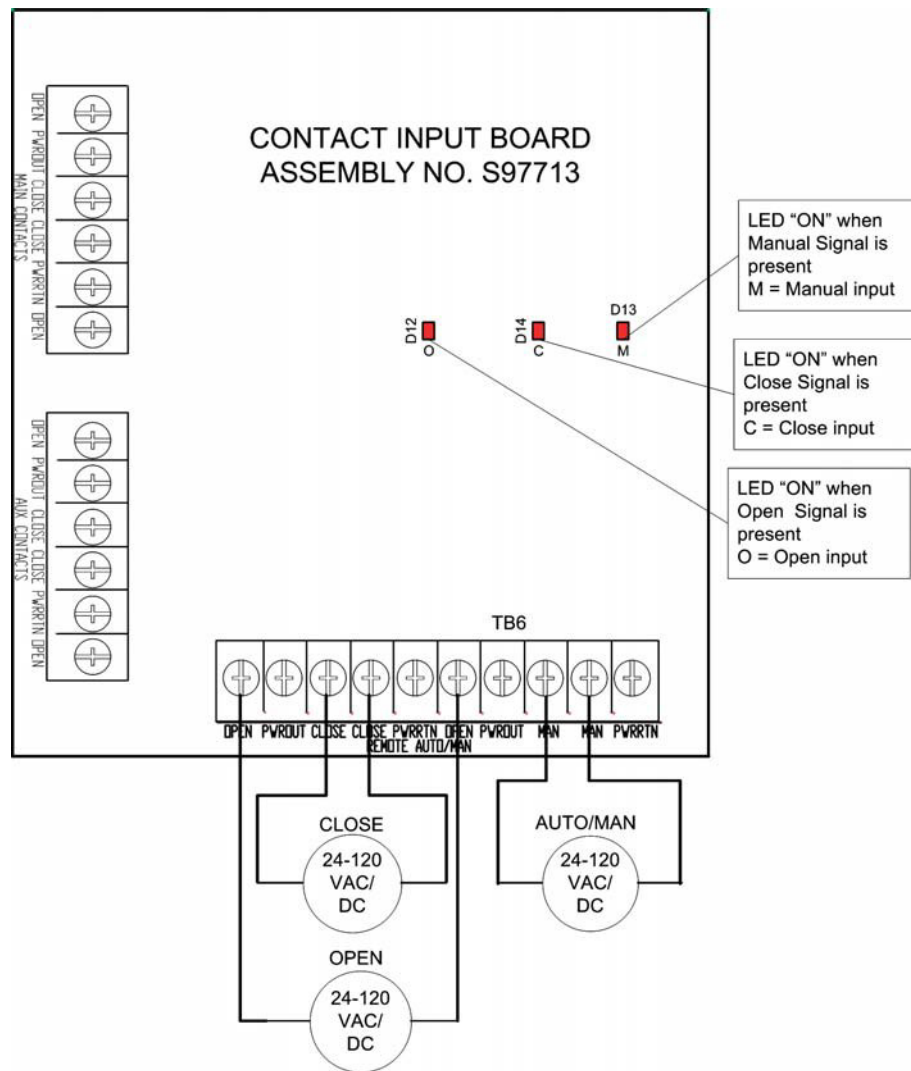 CONTACT INPUT BOARD
ASSEMBLY NO. S97713
OPEN PWROUT CLOSE CLOSE PWRRTN OPEN
MAIN CONTACTS
LED “ON” when
Manual Signal is
present
M = Manual input
D12
O
D14
C
D13
M
LED “ON” when
Close Signal is
present
C = Close input
LED “ON” when
Open Signal is
present
O = Open input
OPEN PWROUT CLOSE CLOSE PWRRTN OPEN
AUX CONTACTS
TB6
OPEN PWROUT CLOSE CLOSE PWRRTN OPEN PWROUT MAN MAN PWRRTN
REMOTE AUTO/MAN
CLOSE
24-120
VAC/
DC
AUTO/MAN
24-120
VAC/
DC
OPEN
24-120
VAC/
DC